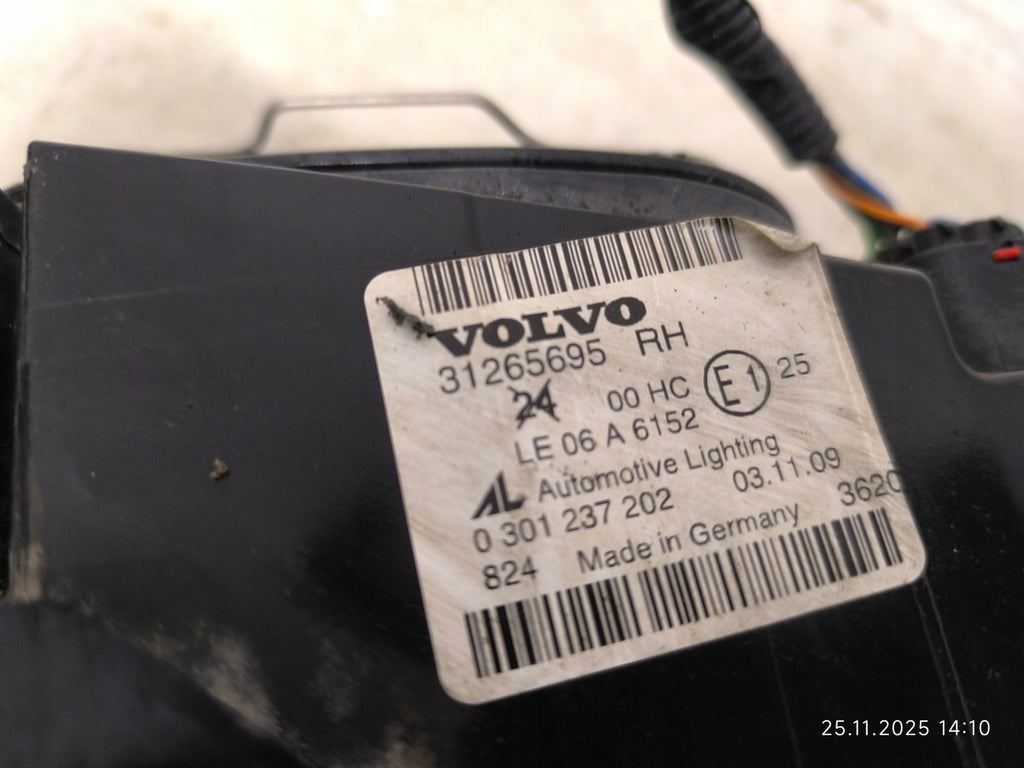 VOLVO
31265695 RH
24 00 HC E1 25
LE 06 A 6152
AL Automotive Lighting
0 301 237 202 03.11.09
824 Made in Germany 3620
25.11.2025 14:10